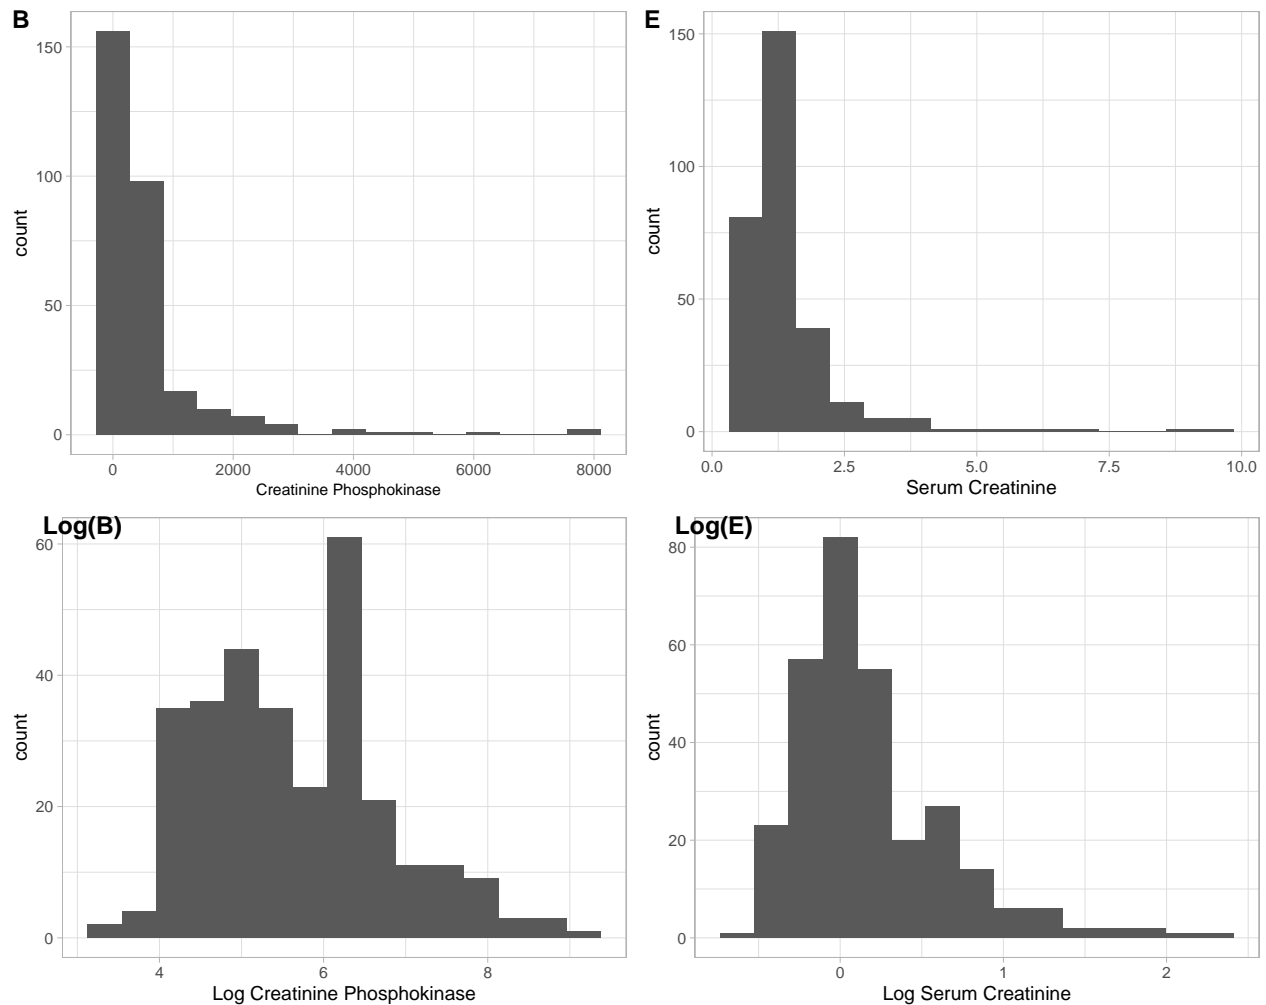 B
150
100
50
0
count
0 2000 4000 6000 8000
Creatinine Phosphokinase
E
150
100
50
0
count
0.0 2.5 5.0 7.5 10.0
Serum Creatinine
Log(B)
60
40
20
0
count
4 6 8
Log Creatinine Phosphokinase
Log(E)
80
60
40
20
0
count
0 1 2
Log Serum Creatinine